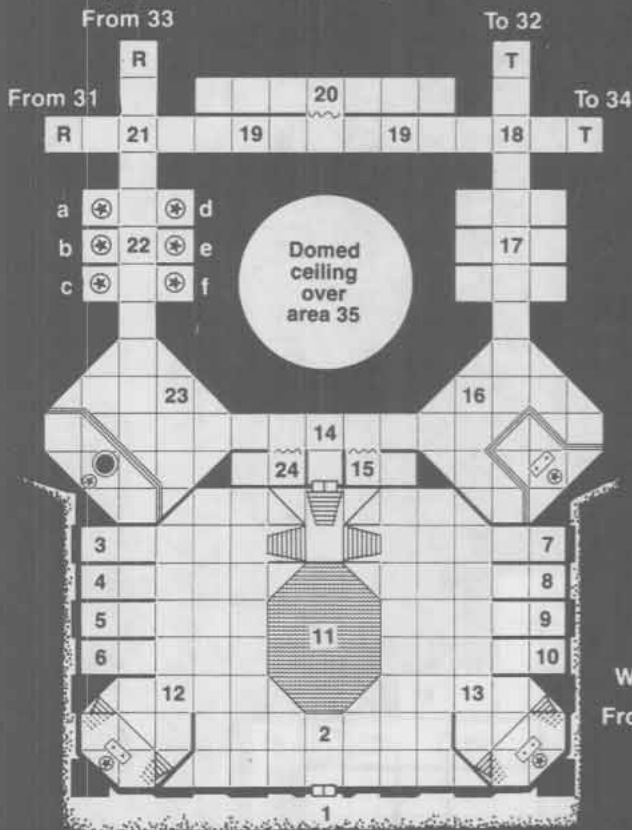 From 33
To 32
R
T
From 31
20
To 34
R 21 19 19 18 T
a d
b 22 e
c f
17
Domed
ceiling
over
area 35
23 16
14
24 15
3 7
4 8
5 9
6 10
11
W
12 13
Fro
2
1